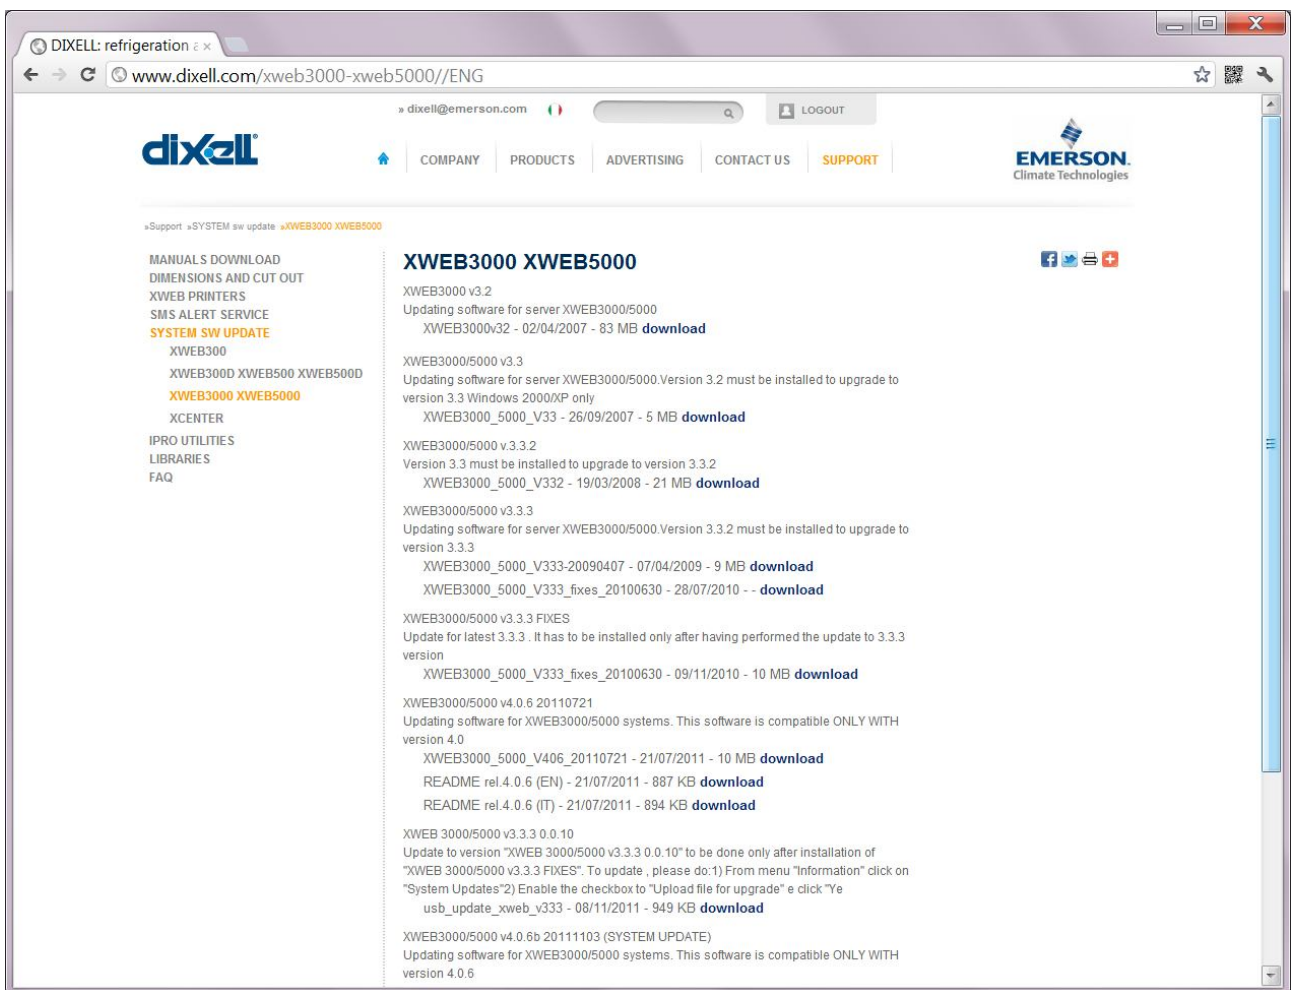 DIXELL: refrigeration a ×
www.dixell.com/xweb3000-xweb5000//ENG
» dixell@emerson.com
LOGOUT
dixell
COMPANY
PRODUCTS
ADVERTISING
CONTACT US
SUPPORT
EMERSON.
Climate Technologies
»Support »SYSTEM sw update »XWEB3000 XWEB5000
MANUALS DOWNLOAD
DIMENSIONS AND CUT OUT
XWEB PRINTERS
SMS ALERT SERVICE
SYSTEM SW UPDATE
XWEB300
XWEB300D XWEB500 XWEB500D
XWEB3000 XWEB5000
XCENTER
IPRO UTILITIES
LIBRARIES
FAQ
XWEB3000 XWEB5000
XWEB3000 v3.2
Updating software for server XWEB3000/5000
XWEB3000v32 - 02/04/2007 - 83 MB download
XWEB3000/5000 v3.3
Updating software for server XWEB3000/5000.Version 3.2 must be installed to upgrade to
version 3.3 Windows 2000/XP only
XWEB3000_5000_V33 - 26/09/2007 - 5 MB download
XWEB3000/5000 v.3.3.2
Version 3.3 must be installed to upgrade to version 3.3.2
XWEB3000_5000_V332 - 19/03/2008 - 21 MB download
XWEB3000/5000 v3.3.3
Updating software for server XWEB3000/5000.Version 3.3.2 must be installed to upgrade to
version 3.3.3
XWEB3000_5000_V333-20090407 - 07/04/2009 - 9 MB download
XWEB3000_5000_V333_fixes_20100630 - 28/07/2010 - - download
XWEB3000/5000 v3.3.3 FIXES
Update for latest 3.3.3 . It has to be installed only after having performed the update to 3.3.3
version
XWEB3000_5000_V333_fixes_20100630 - 09/11/2010 - 10 MB download
XWEB3000/5000 v4.0.6 20110721
Updating software for XWEB3000/5000 systems. This software is compatible ONLY WITH
version 4.0
XWEB3000_5000_V406_20110721 - 21/07/2011 - 10 MB download
README rel.4.0.6 (EN) - 21/07/2011 - 887 KB download
README rel.4.0.6 (IT) - 21/07/2011 - 894 KB download
XWEB 3000/5000 v3.3.3 0.0.10
Update to version "XWEB 3000/5000 v3.3.3 0.0.10" to be done only after installation of
"XWEB 3000/5000 v3.3.3 FIXES". To update , please do:1) From menu "Information" click on
"System Updates"2) Enable the checkbox to "Upload file for upgrade" e click "Ye
usb_update_xweb_v333 - 08/11/2011 - 949 KB download
XWEB3000/5000 v4.0.6b 20111103 (SYSTEM UPDATE)
Updating software for XWEB3000/5000 systems. This software is compatible ONLY WITH
version 4.0.6